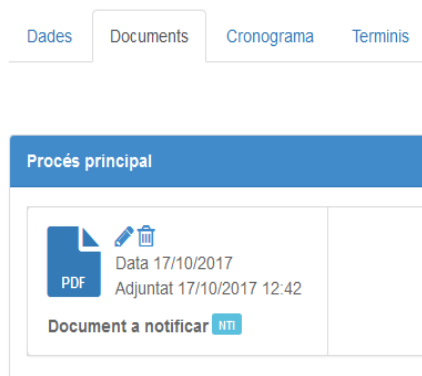 Dades Documents Cronograma Terminis
Procés principal
Data 17/10/2017
PDF Adjuntat 17/10/2017 12:42
Document a notificar NTI